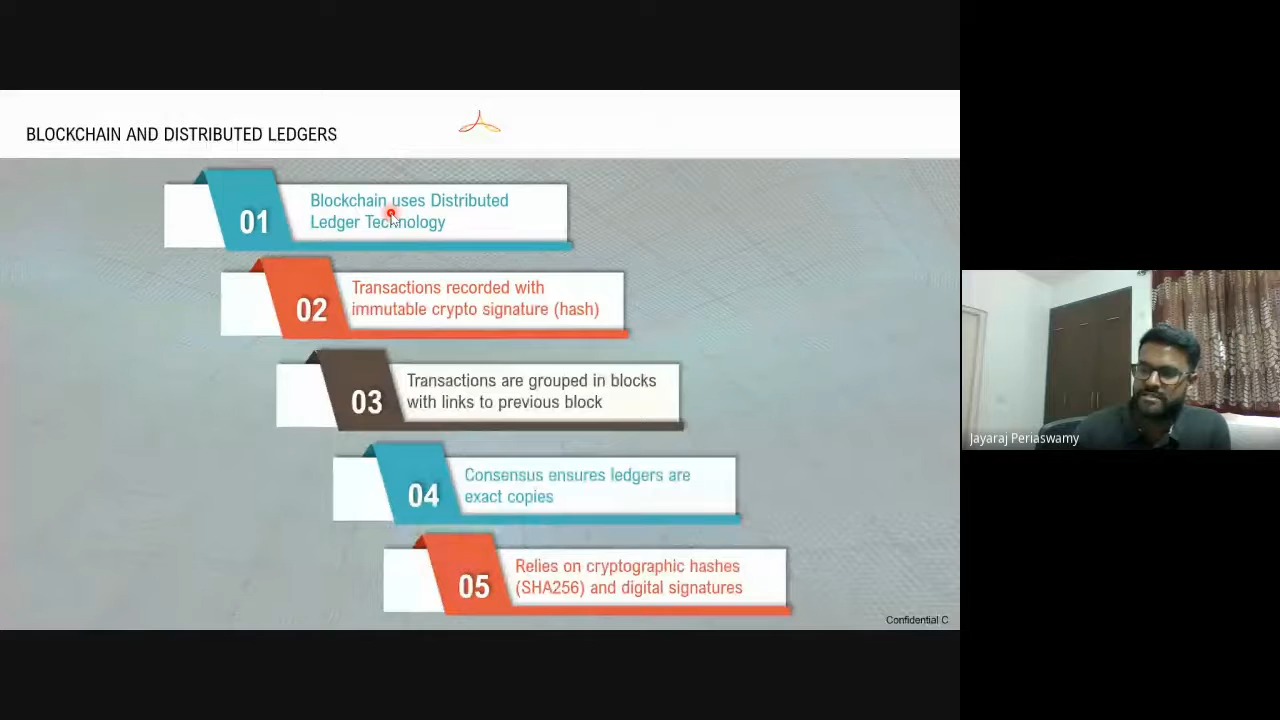 BLOCKCHAIN AND DISTRIBUTED LEDGERS
01
Blockchain uses Distributed
Ledger Technology
02
Transactions recorded with
immutable crypto signature (hash)
03
Transactions are grouped in blocks
with links to previous block
04
Consensus ensures ledgers are
exact copies
05
Relies on cryptographic hashes
(SHA256) and digital signatures
Confidential C
Jayaraj Periaswamy